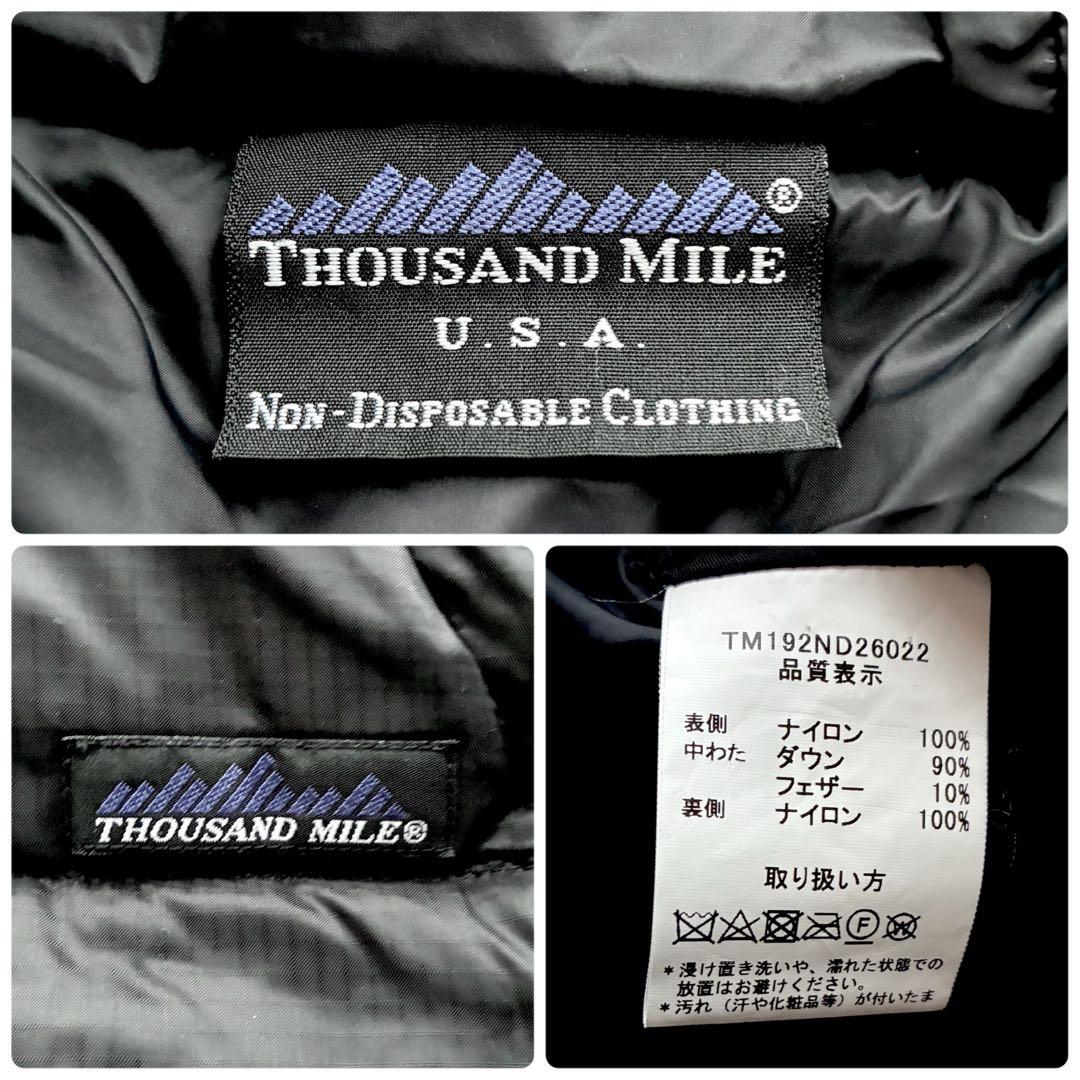 THOUSAND MILE®
U.S.A.
NON-DISPOSABLE CLOTHING
THOUSAND MILE®
TM192ND26022
品質表示
表側 ナイロン 100%
中わた ダウン 90%
フェザー 10%
裏側 ナイロン 100%
取り扱い方
F W
*浸け置き洗いや、濡れた状態での
放置はお避けください。
*汚れ（汗や化粧品等）が付いたま